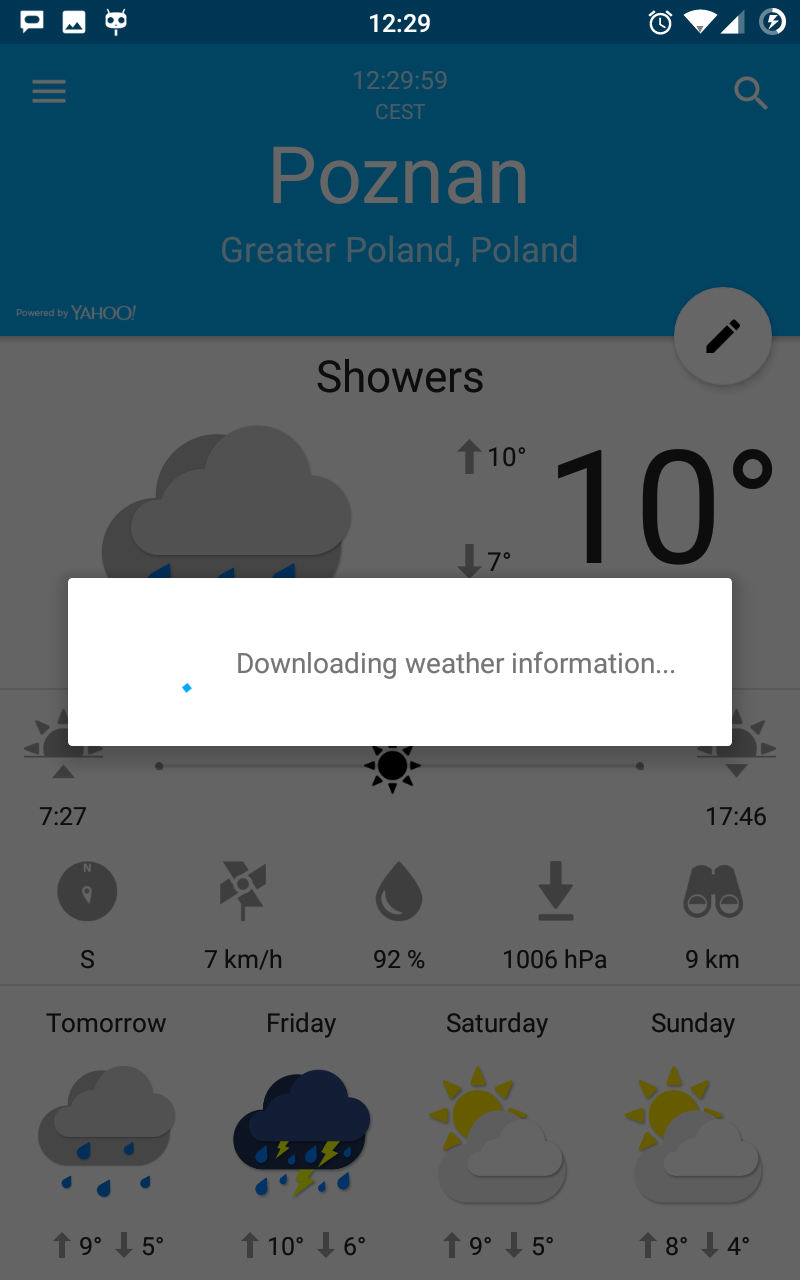 12:29
12:29:59
CEST
Poznan
Greater Poland, Poland
Powered by YAHOO!
Showers
10°
10°
7°
Downloading weather information...
7:27
17:46
N
S
7 km/h
92 %
1006 hPa
9 km
Tomorrow
Friday
Saturday
Sunday
9° 5°
10° 6°
9° 5°
8° 4°